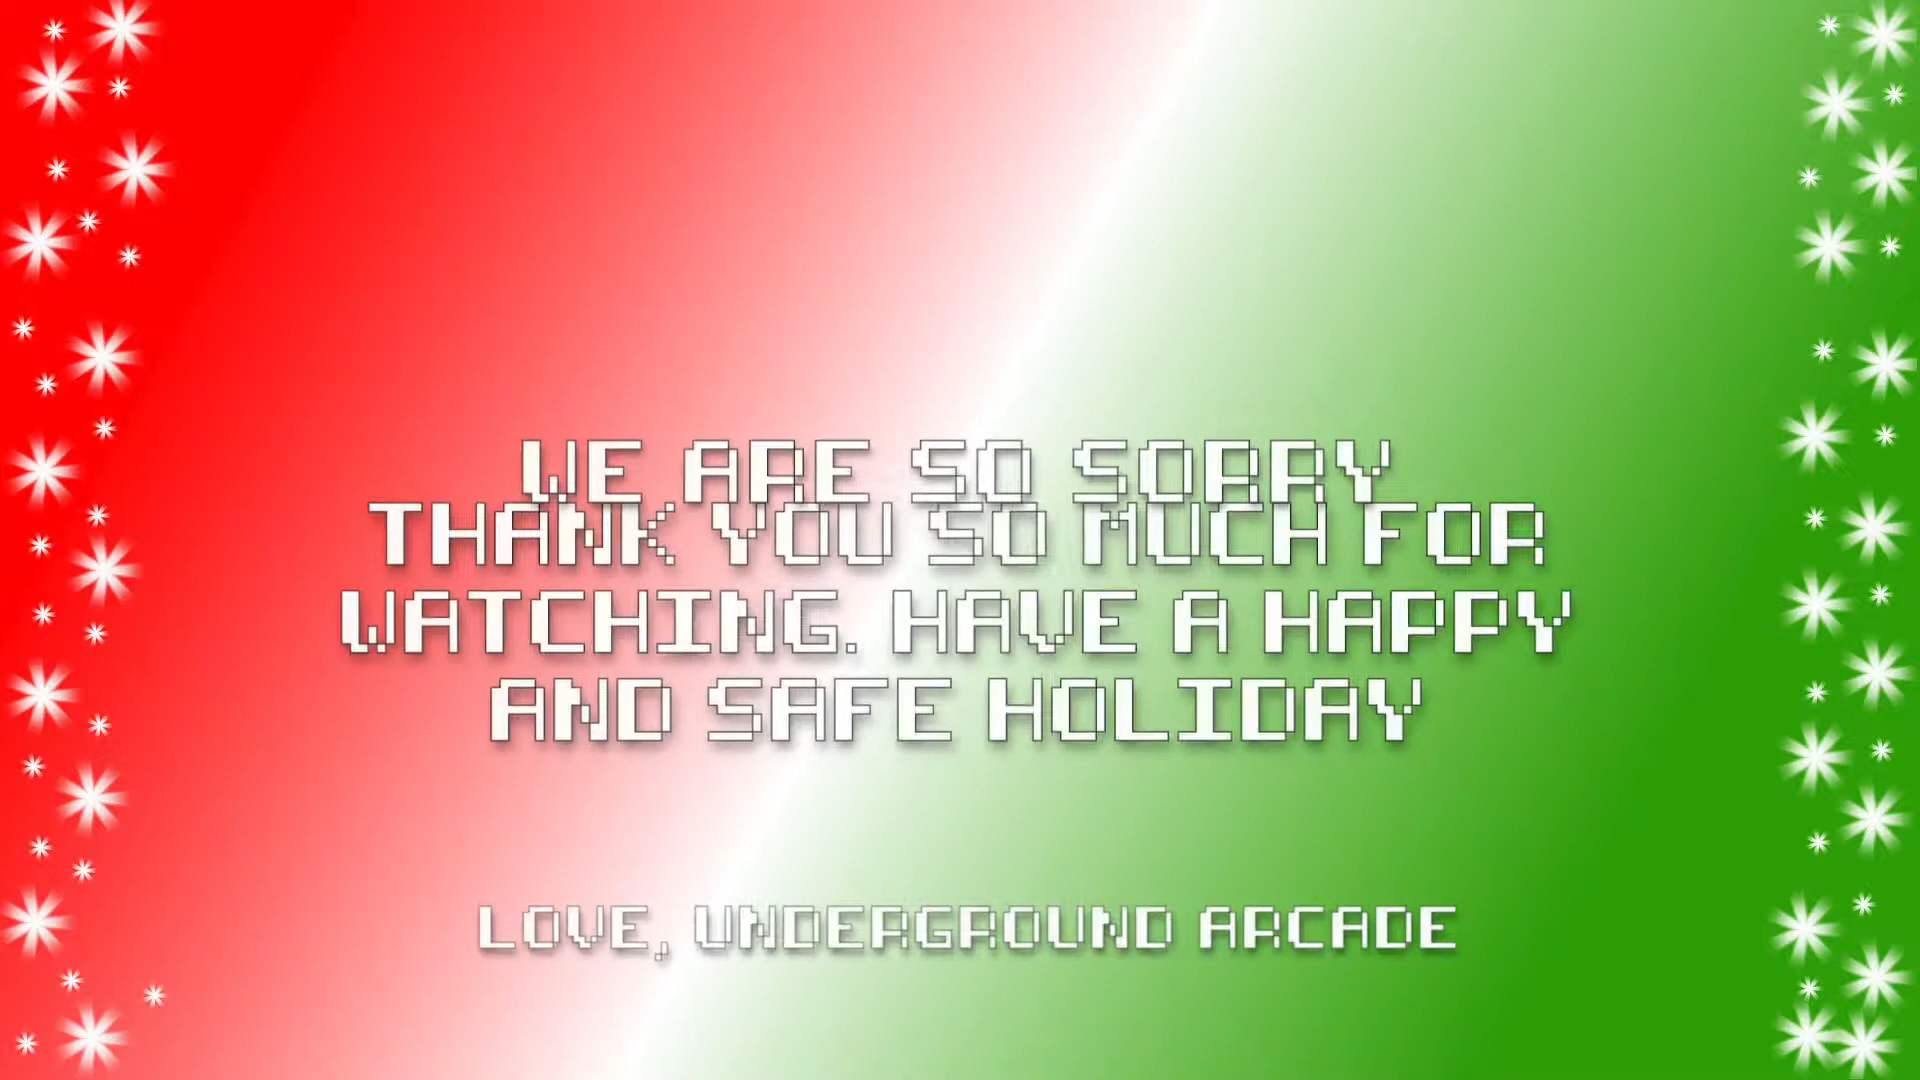 WE ARE SO SORRY
THANK YOU SO MUCH FOR
WATCHING. HAVE A HAPPY
AND SAFE HOLIDAY
LOVE, UNDERGROUND ARCADE